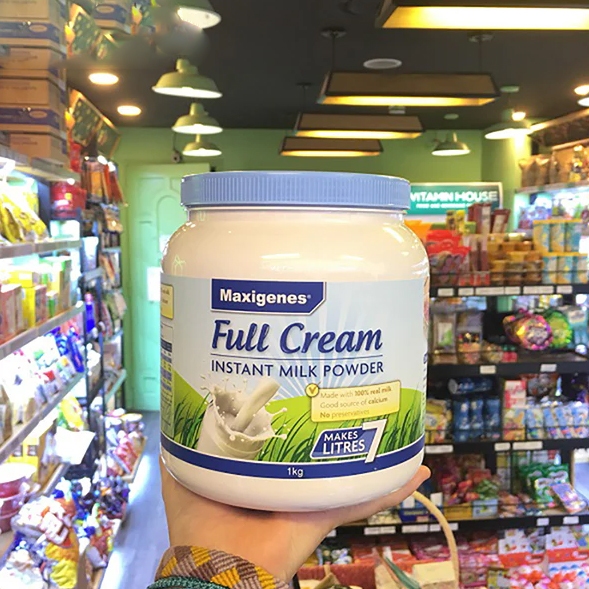 VITAMIN HOUSE
Maxigenes®
Full Cream
INSTANT MILK POWDER
Made with 100% real milk
Good source of calcium
No preservatives
MAKES 7
LITRES
1kg